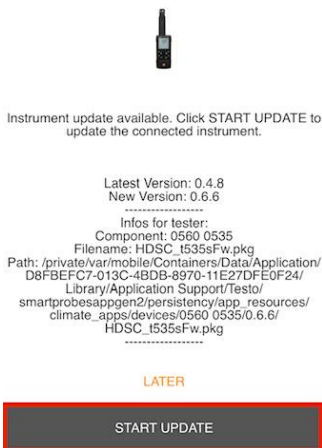 Instrument update available. Click START UPDATE to
update the connected instrument.
Latest Version: 0.4.8
New Version: 0.6.6
------------------
Infos for tester:
Component: 0560 0535
Filename: HDSC_t535sFw.pkg
Path: /private/var/mobile/Containers/Data/Application/
D8FBEFC7-013C-4BDB-8970-11E27DFE0F24/
Library/Application Support/Testo/
smartprobesappgen2/persistency/app_resources/
climate_apps/devices/0560 0535/0.6.6/
HDSC_t535sFw.pkg
------------------
LATER
START UPDATE